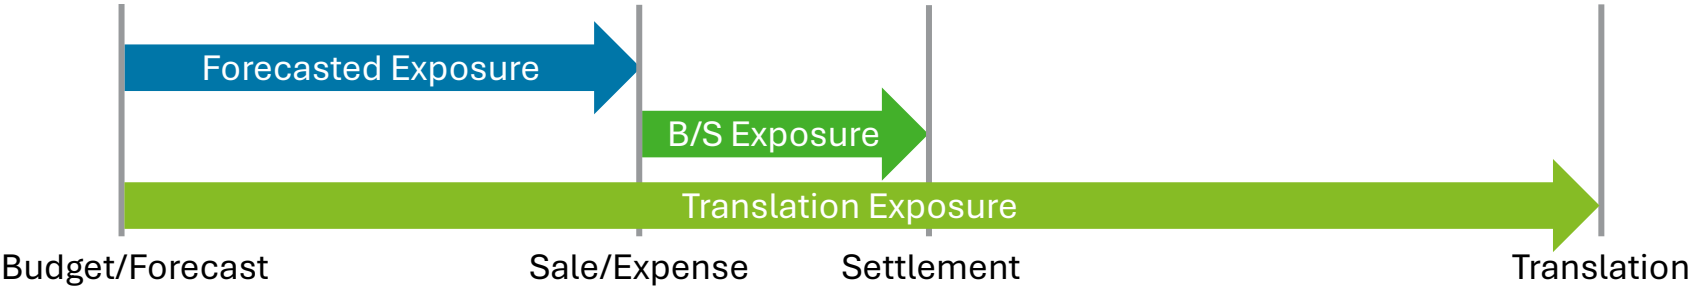 Forecasted Exposure
B/S Exposure
Translation Exposure
Budget/Forecast
Sale/Expense
Settlement
Translation